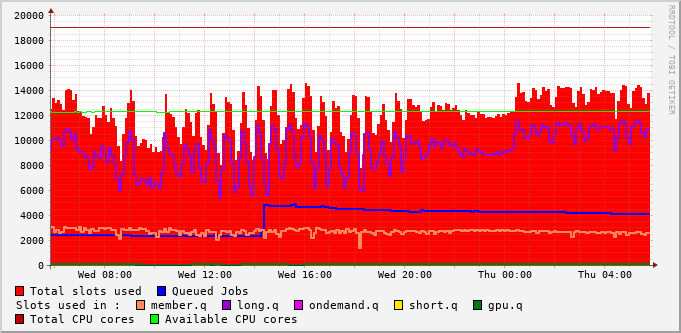 20000
18000
16000
14000
12000
10000
8000
6000
4000
2000
0
Wed 08:00 Wed 12:00 Wed 16:00 Wed 20:00 Thu 00:00 Thu 04:00
RRDTOOL / TOBI OETIKER
Total slots used Queued Jobs
Slots used in : member.q long.q ondemand.q short.q gpu.q
Total CPU cores Available CPU cores